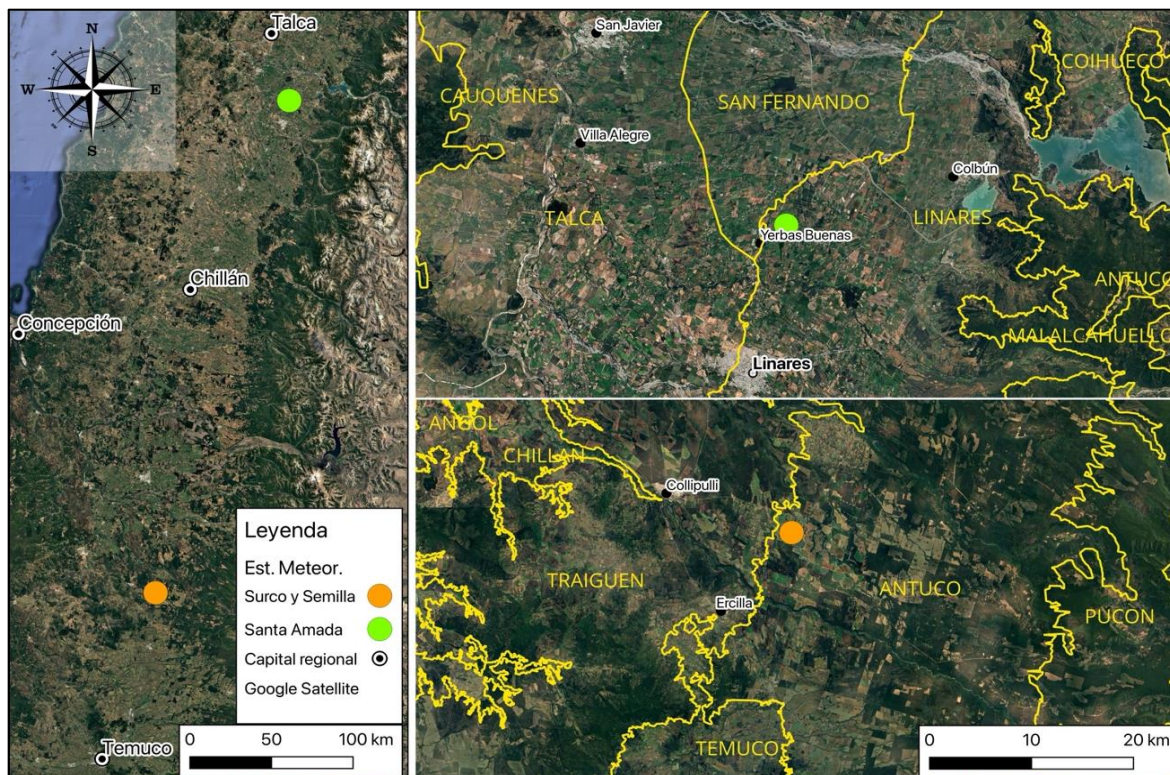 Talca
N
W E
S
Chillán
Concepción
Temuco
Leyenda
Est. Meteor.
Surco y Semilla
Santa Amada
Capital regional
Google Satellite
0 50 100 km
San Javier
COIHUECO
CAUQUENES
SAN FERNANDO
Villa Alegre
Colbún
TALCA
LINARES
Yerbas Buenas
ANTUCO
MALALCAHUELLO
Linares
ANGOL
CHILLAN
Collipulli
TRAIGUEN
ANTUCO
Ercilla
PUCON
TEMUCO
0 10 20 km